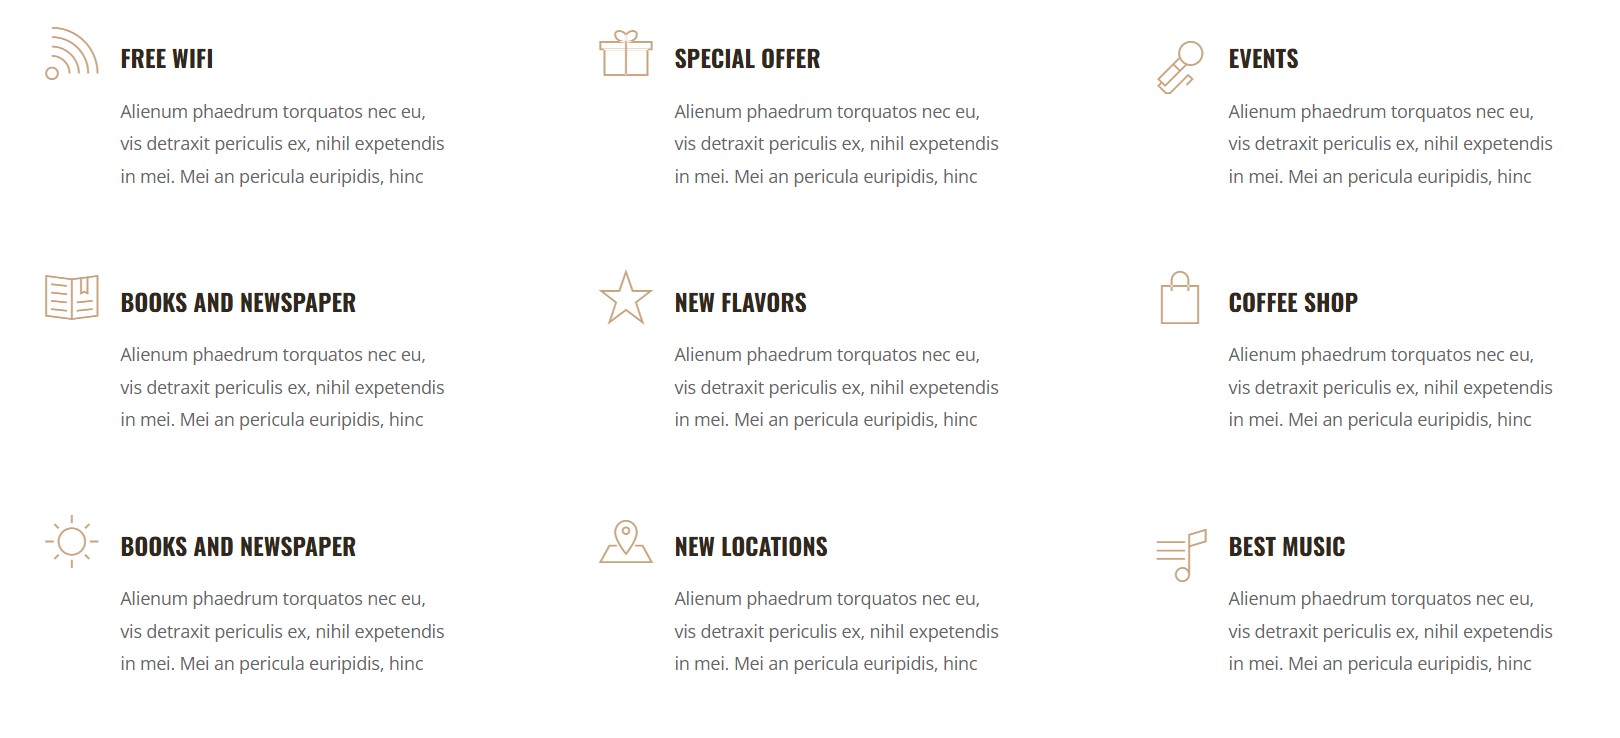 FREE WIFI
Alienum phaedrum torquatos nec eu,
vis detraxit periculis ex, nihil expetendis
in mei. Mei an pericula euripidis, hinc
SPECIAL OFFER
Alienum phaedrum torquatos nec eu,
vis detraxit periculis ex, nihil expetendis
in mei. Mei an pericula euripidis, hinc
EVENTS
Alienum phaedrum torquatos nec eu,
vis detraxit periculis ex, nihil expetendis
in mei. Mei an pericula euripidis, hinc
BOOKS AND NEWSPAPER
Alienum phaedrum torquatos nec eu,
vis detraxit periculis ex, nihil expetendis
in mei. Mei an pericula euripidis, hinc
NEW FLAVORS
Alienum phaedrum torquatos nec eu,
vis detraxit periculis ex, nihil expetendis
in mei. Mei an pericula euripidis, hinc
COFFEE SHOP
Alienum phaedrum torquatos nec eu,
vis detraxit periculis ex, nihil expetendis
in mei. Mei an pericula euripidis, hinc
BOOKS AND NEWSPAPER
Alienum phaedrum torquatos nec eu,
vis detraxit periculis ex, nihil expetendis
in mei. Mei an pericula euripidis, hinc
NEW LOCATIONS
Alienum phaedrum torquatos nec eu,
vis detraxit periculis ex, nihil expetendis
in mei. Mei an pericula euripidis, hinc
BEST MUSIC
Alienum phaedrum torquatos nec eu,
vis detraxit periculis ex, nihil expetendis
in mei. Mei an pericula euripidis, hinc